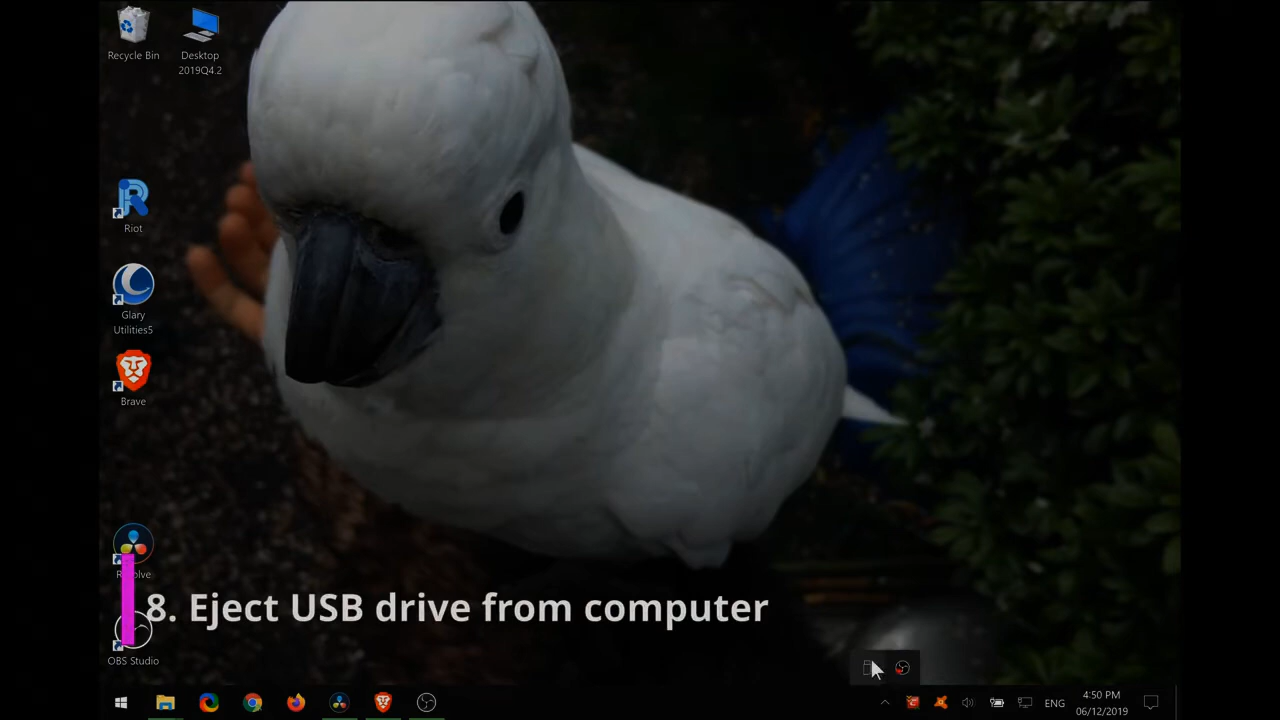 Recycle Bin
Desktop
2019Q4.2
Riot
Glary
Utilities5
Brave
Resolve
8. Eject USB drive from computer
OBS Studio
ENG
4:50 PM
06/12/2019